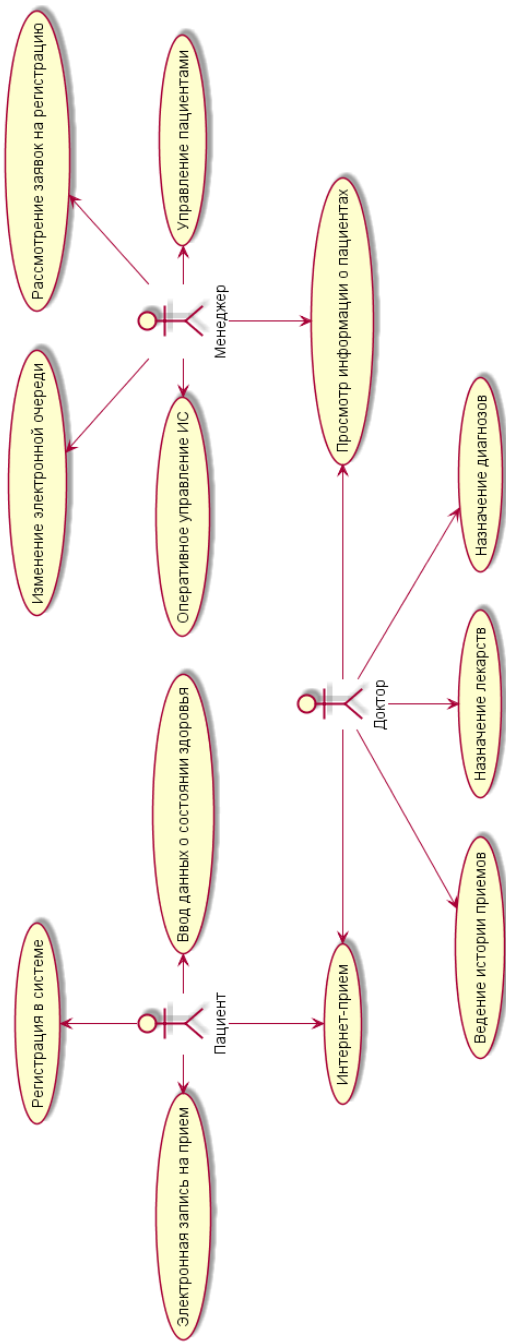 Регистрация в системе
Изменение электронной очереди
Рассмотрение заявок на регистрацию
Электронная запись на прием
Пациент
Ввод данных о состоянии здоровья
Оперативное управление ИС
Менеджер
Управление пациентами
Интернет-прием
Доктор
Просмотр информации о пациентах
Ведение истории приемов
Назначение лекарств
Назначение диагнозов